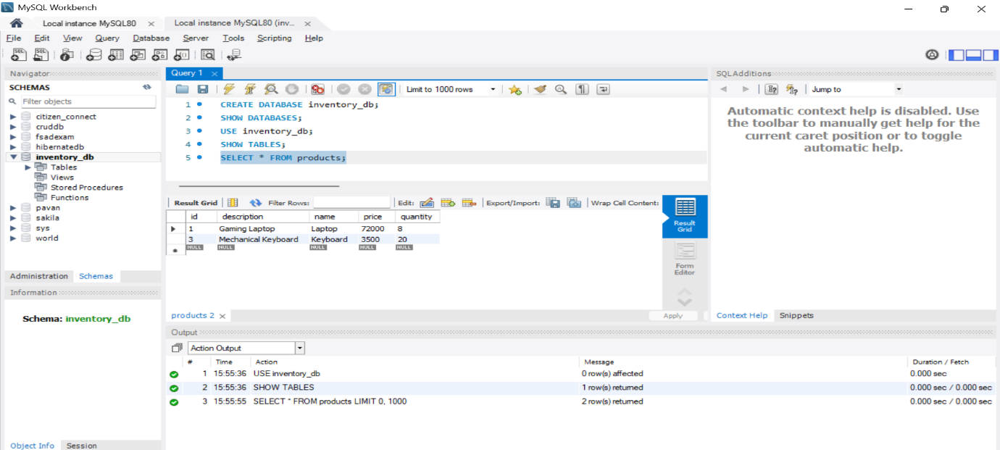 MySQL Workbench
Local instance MySQL80 × Local instance MySQL80 (inv... ×
File Edit View Query Database Server Tools Scripting Help
Navigator
SCHEMAS
Filter objects
citizen_connect
cruddb
fsadexam
hibernatedb
inventory_db
Tables
Views
Stored Procedures
Functions
pavan
sakila
sys
world
Administration Schemas
Information
Schema: inventory_db
Object Info Session
Query 1 ×
Limit to 1000 rows
1 CREATE DATABASE inventory_db;
2 SHOW DATABASES;
3 USE inventory_db;
4 SHOW TABLES;
5 SELECT * FROM products;
Result Grid Filter Rows: Edit: Export/Import: Wrap Cell Content:
id description name price quantity
1 Gaming Laptop Laptop 72000 8
3 Mechanical Keyboard Keyboard 3500 20
NULL NULL NULL NULL NULL
Result
Grid
Form
Editor
products 2 × Apply
SQLAdditions
Jump to
Automatic context help is disabled. Use
the toolbar to manually get help for the
current caret position or to toggle
automatic help.
Context Help Snippets
Output
Action Output
# Time Action Message Duration / Fetch
1 15:55:36 USE inventory_db 0 row(s) affected 0.000 sec
2 15:55:36 SHOW TABLES 1 row(s) returned 0.000 sec / 0.000 sec
3 15:55:55 SELECT * FROM products LIMIT 0, 1000 2 row(s) returned 0.000 sec / 0.000 sec